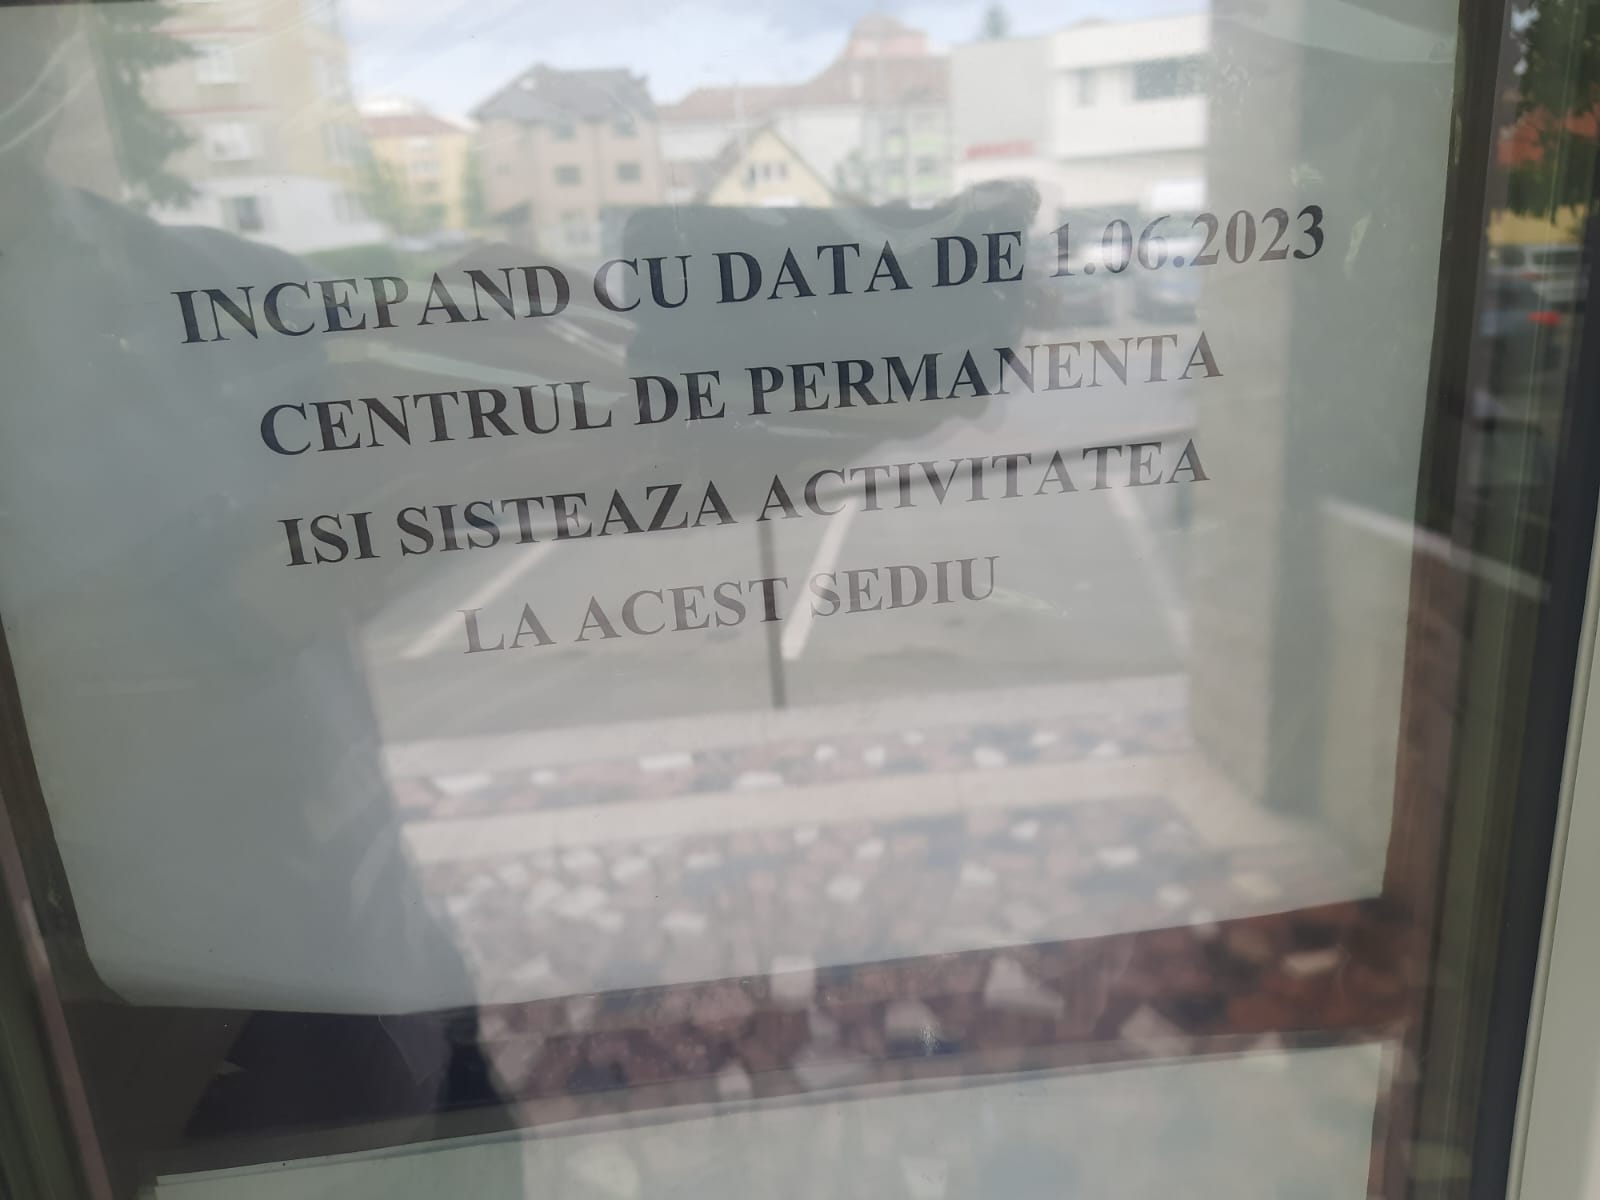 INCEPAND CU DATA DE 1.06.2023
CENTRUL DE PERMANENTA
ISI SISTEAZA ACTIVITATEA
LA ACEST SEDIU